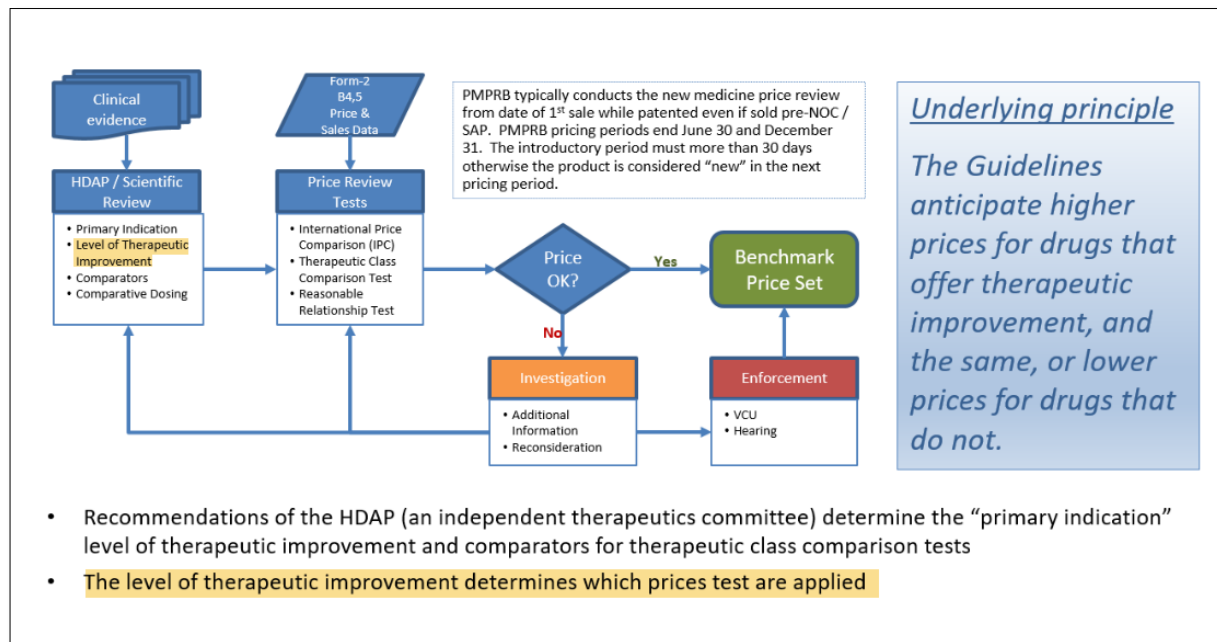 Clinical
evidence
Form-2
B4,5
Price &
Sales Data
PMPRB typically conducts the new medicine price review
from date of 1st sale while patented even if sold pre-NOC /
SAP. PMPRB pricing periods end June 30 and December
31. The introductory period must more than 30 days
otherwise the product is considered “new” in the next
pricing period.
HDAP / Scientific
Review
• Primary Indication
• Level of Therapeutic
Improvement
• Comparators
• Comparative Dosing
Price Review
Tests
• International Price
Comparison (IPC)
• Therapeutic Class
Comparison Test
• Reasonable
Relationship Test
Price
OK?
Yes
Benchmark
Price Set
No
Investigation
• Additional
Information
• Reconsideration
Enforcement
• VCU
• Hearing
Underlying principle
The Guidelines
anticipate higher
prices for drugs that
offer therapeutic
improvement, and
the same, or lower
prices for drugs that
do not.
• Recommendations of the HDAP (an independent therapeutics committee) determine the “primary indication”
level of therapeutic improvement and comparators for therapeutic class comparison tests
• The level of therapeutic improvement determines which prices test are applied